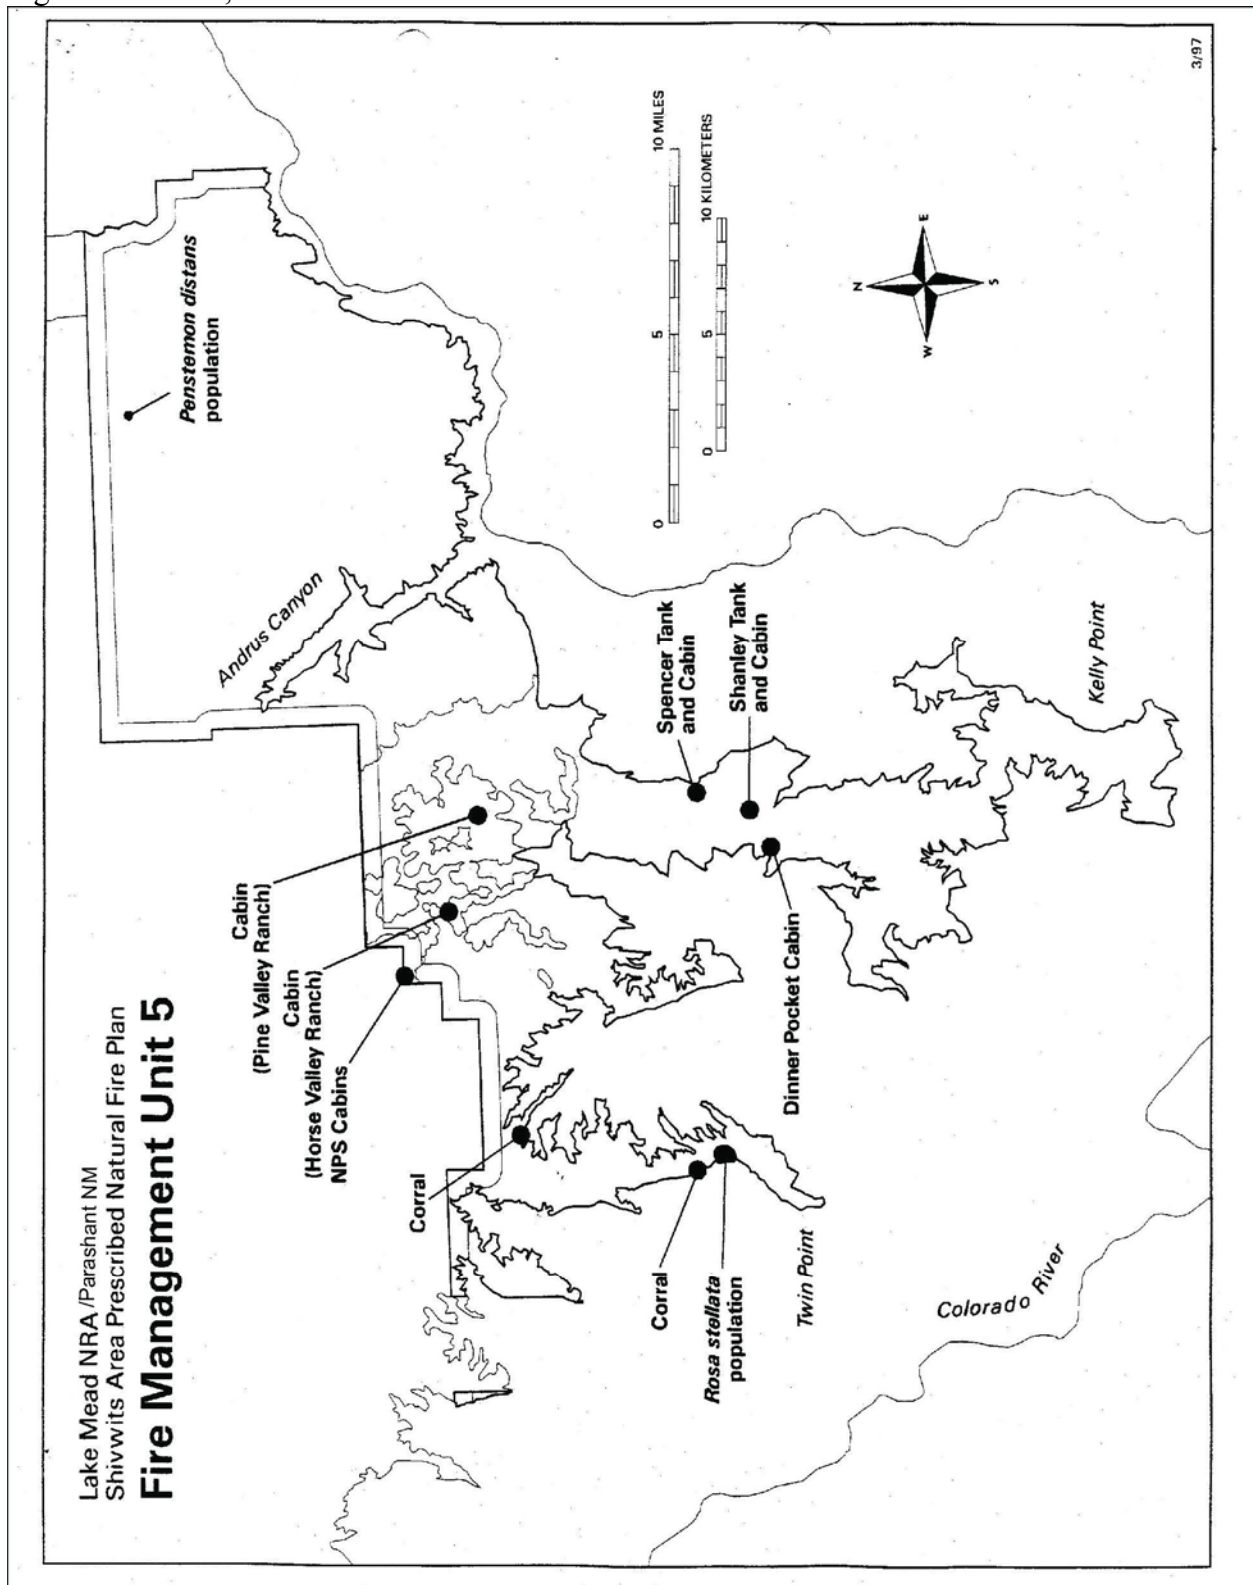 Lake Mead NRA/Parashant NM
Shivwits Area Prescribed Natural Fire Plan
Fire Management Unit 5
Penstemon distans
population
Andrus Canyon
Cabin
(Pine Valley Ranch)
Cabin
(Horse Valley Ranch)
NPS Cabins
Corral
Corral
Rosa stellata
population
Twin Point
Dinner Pocket Cabin
Spencer Tank
and Cabin
Shanley Tank
and Cabin
Kelly Point
Colorado River
0 5 10 MILES
0 5 10 KILOMETERS
N
E
S
W
3/97